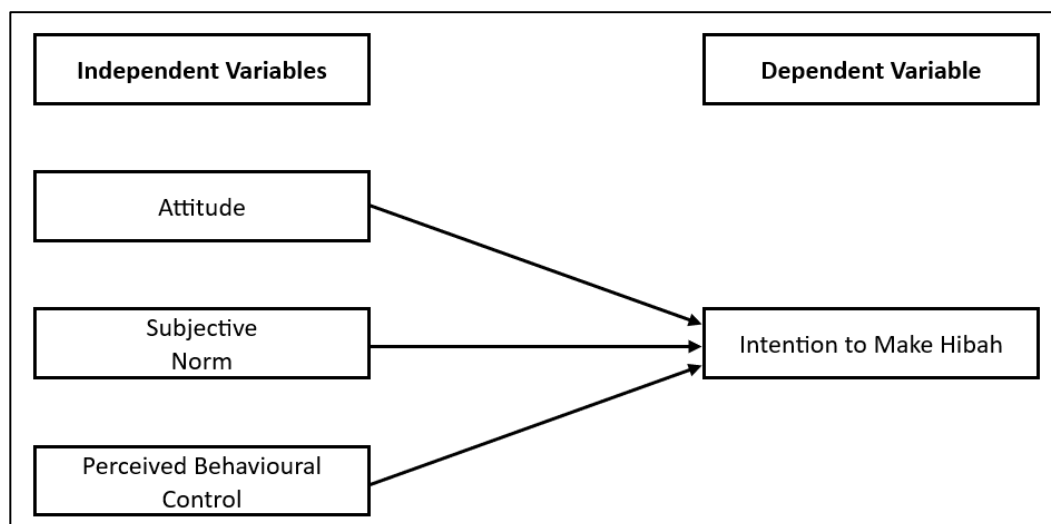 Independent Variables
Dependent Variable
Attitude
Subjective
Norm
Intention to Make Hibah
Perceived Behavioural
Control